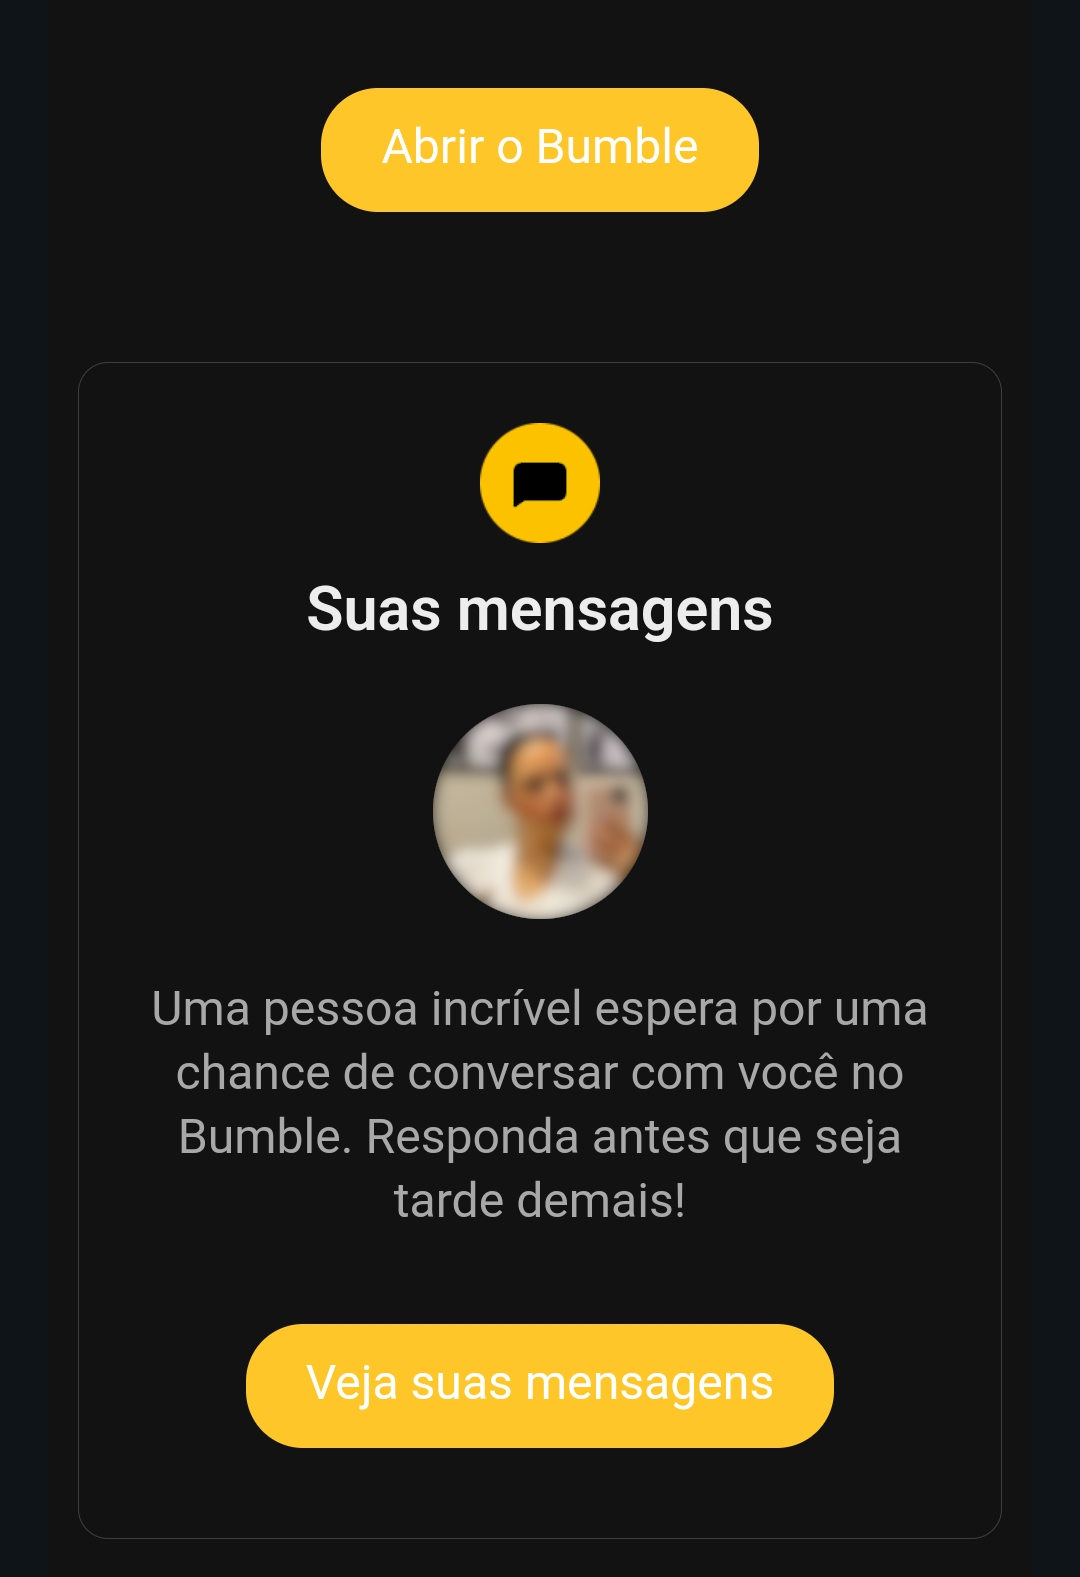 Abrir o Bumble
Suas mensagens
Uma pessoa incrível espera por uma
chance de conversar com você no
Bumble. Responda antes que seja
tarde demais!
Veja suas mensagens